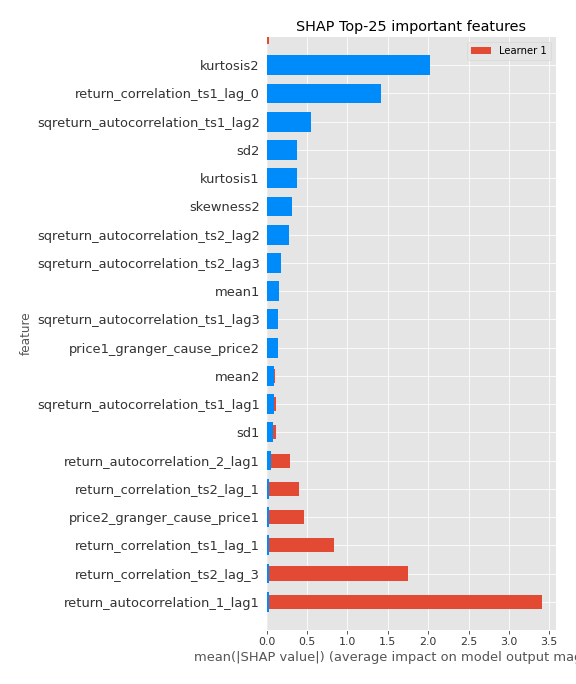 SHAP Top-25 important features
Learner 1
kurtosis2
return_correlation_ts1_lag_0
sqreturn_autocorrelation_ts1_lag2
sd2
kurtosis1
skewness2
sqreturn_autocorrelation_ts2_lag2
sqreturn_autocorrelation_ts2_lag3
mean1
sqreturn_autocorrelation_ts1_lag3
price1_granger_cause_price2
mean2
sqreturn_autocorrelation_ts1_lag1
sd1
return_autocorrelation_2_lag1
return_correlation_ts2_lag_1
price2_granger_cause_price1
return_correlation_ts1_lag_1
return_correlation_ts2_lag_3
return_autocorrelation_1_lag1
feature
0.0 0.5 1.0 1.5 2.0 2.5 3.0 3.5
mean(|SHAP value|) (average impact on model output mag